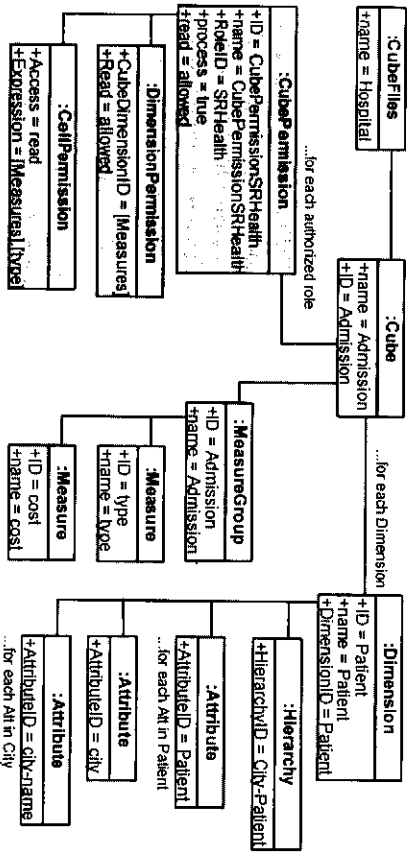 :CubeFiles
+name = Hospital
:Cube
+name = Admission
+ID = Admission
...for each Dimension
:Dimension
+ID = Patient
+name = Patient
+DimensionID = Patient
...for each authorized role
:CubePermission
+ID = CubePermissionSRHealth
+name = CubePermissionSRHealth
+RoleID = SRHealth
+process = true
+read = allowed
:DimensionPermission
+CubeDimensionID = [Measures]
+Read = allowed
:CellPermission
+Access = read
+Expression = [Measures].[type]
:MeasureGroup
+ID = Admission
+name = Admission
:Measure
+ID = type
+name = type
:Measure
+ID = cost
+name = cost
:Hierarchy
+HierarchyID = City-Patient
:Attribute
+AttributeID = Patient
...for each Att in Patient
:Attribute
+AttributeID = city
:Attribute
+AttributeID = city-name
...for each Att in City